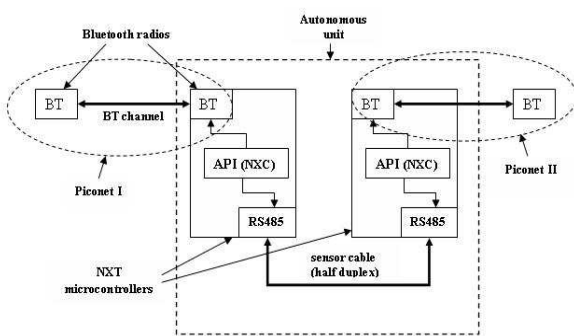 Autonomous
unit
Bluetooth radios
BT
BT
BT
BT
BT channel
API (NXC)
API (NXC)
Piconet I
Piconet II
RS485
RS485
sensor cable
(half duplex)
NXT
microcontrollers